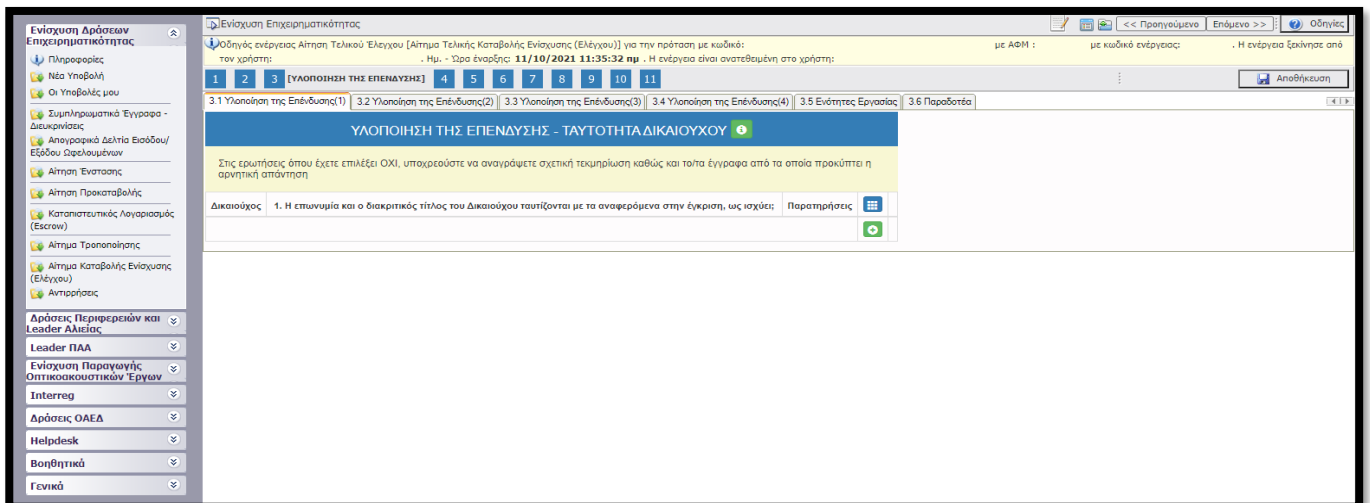 Ενίσχυση Δράσεων
Επιχειρηματικότητας
Πληροφορίες
Νέα Υποβολή
Οι Υποβολές μου
Συμπληρωματικά Έγγραφα -
Διευκρινίσεις
Απογραφικά Δελτία Εισόδου/
Εξόδου Ωφελουμένων
Αίτηση Ένστασης
Αίτηση Προκαταβολής
Καταπιστευτικός Λογαριασμός
(Escrow)
Αίτημα Τροποποίησης
Αίτημα Καταβολής Ενίσχυσης
(Ελέγχου)
Αντιρρήσεις
Δράσεις Περιφερειών και
Leader Αλιείας
Leader ΠΑΑ
Ενίσχυση Παραγωγής
Οπτικοακουστικών Έργων
Interreg
Δράσεις ΟΑΕΔ
Helpdesk
Βοηθητικά
Γενικά
Ενίσχυση Επιχειρηματικότητας
<< Προηγούμενο Επόμενο >> Οδηγίες
Οδηγός ενέργειας Αίτηση Τελικού Έλεγχου [Αίτημα Τελικής Καταβολής Ενίσχυσης (Ελέγχου)] για την πρόταση με κωδικό: με ΑΦΜ : με κωδικό ενέργειας: . Η ενέργεια ξεκίνησε από
τον χρήστη: . Ημ. - Ώρα έναρξης: 11/10/2021 11:35:32 πμ . Η ενέργεια είναι ανατεθειμένη στο χρήστη:
1 2 3 [ΥΛΟΠΟΙΗΣΗ ΤΗΣ ΕΠΕΝΔΥΣΗΣ] 4 5 6 7 8 9 10 11 Αποθήκευση
3.1 Υλοποίηση της Επένδυσης(1) 3.2 Υλοποίηση της Επένδυσης(2) 3.3 Υλοποίηση της Επένδυσης(3) 3.4 Υλοποίηση της Επένδυσης(4) 3.5 Ενότητες Εργασίας 3.6 Παραδοτέα
ΥΛΟΠΟΙΗΣΗ ΤΗΣ ΕΠΕΝΔΥΣΗΣ - ΤΑΥΤΟΤΗΤΑ ΔΙΚΑΙΟΥΧΟΥ
Στις ερωτήσεις όπου έχετε επιλέξει ΟΧΙ, υποχρεούστε να αναγράψετε σχετική τεκμηρίωση καθώς και το/τα έγγραφα από τα οποία προκύπτει η
αρνητική απάντηση
Δικαιούχος 1. Η επωνυμία και ο διακριτικός τίτλος του Δικαιούχου ταυτίζονται με τα αναφερόμενα στην έγκριση, ως ισχύει; Παρατηρήσεις